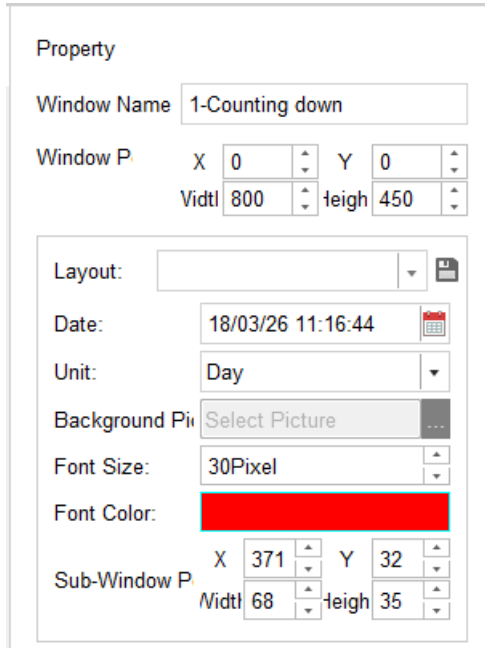 Property
Window Name 1-Counting down
Window P
X 0 Y 0
Vidtl 800 Heigh 450
Layout:
Date: 18/03/26 11:16:44
Unit: Day
Background Pi Select Picture ...
Font Size: 30Pixel
Font Color:
X 371 Y 32
Sub-Window P
Width 68 Heigh 35